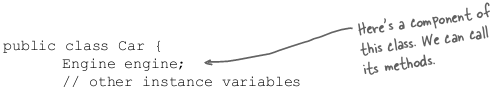 public class Car {
Engine engine;
// other instance variables
Here's a component of
this class. We can call
its methods.